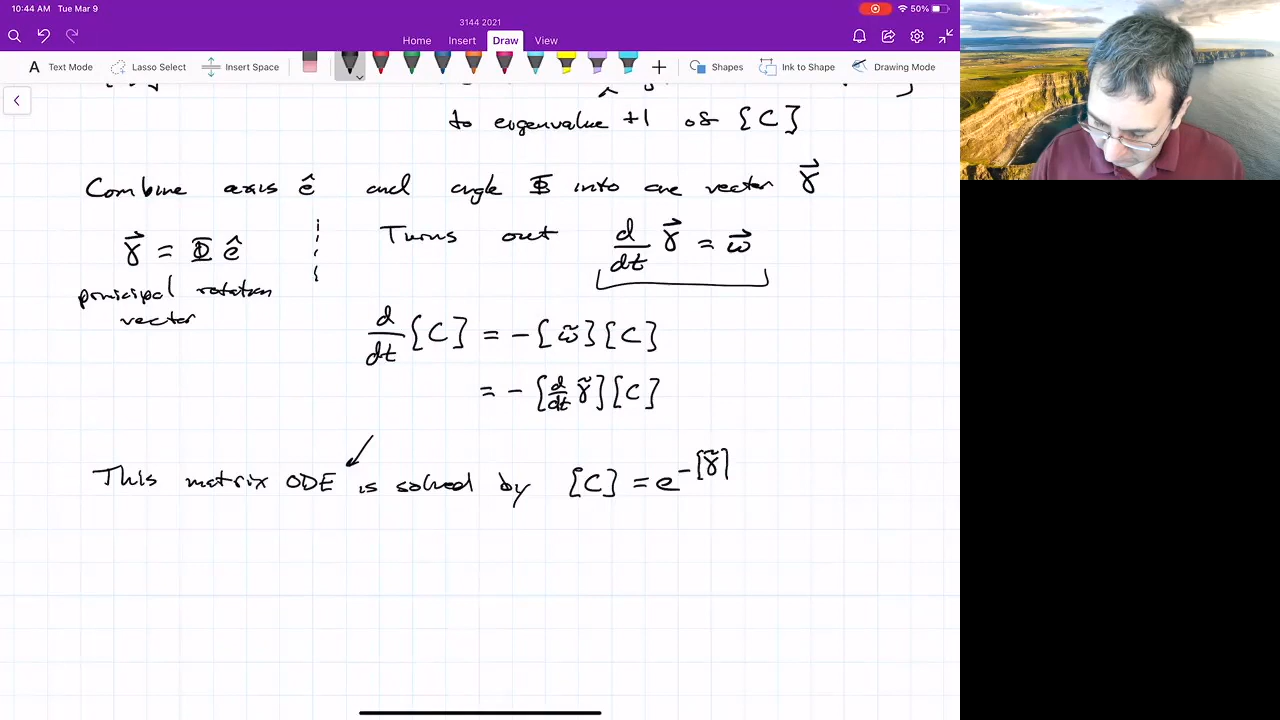 10:44 AM Tue Mar 9
50%
3144 2021
Home Insert Draw View
Text Mode Lasso Select Insert Space Shapes Ink to Shape Drawing Mode
to eigenvalue +1 of [C]
Combine axis ê and angle Φ into one vector γ⃗
γ⃗ = Φ ê
principal rotation
vector
Turns out d/dt γ⃗ = ω⃗
d/dt [C] = -[ω̃][C]
= -[d/dt γ̃][C]
This matrix ODE is solved by [C] = e^-[γ̃]